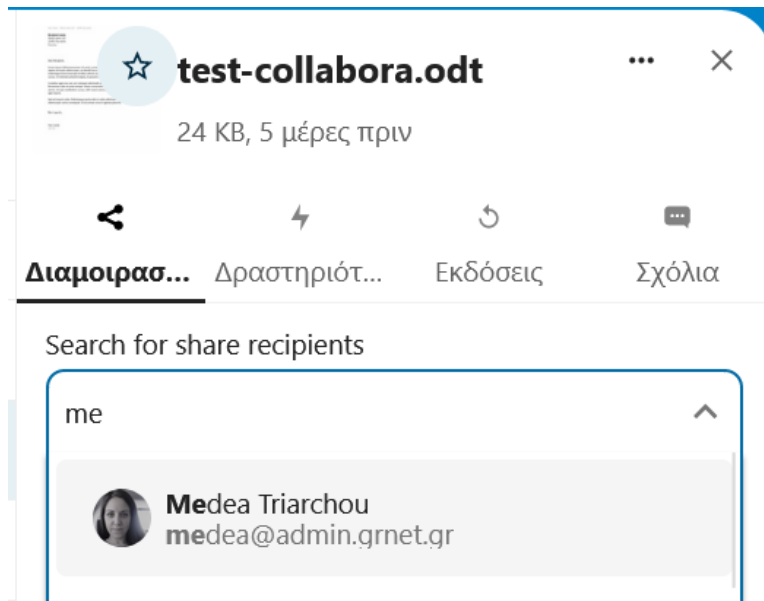 test-collabora.odt
24 KB, 5 μέρες πριν
Διαμοιρασ... Δραστηριότ... Εκδόσεις Σχόλια
Search for share recipients
me
Medea Triarchou
medea@admin.grnet.gr